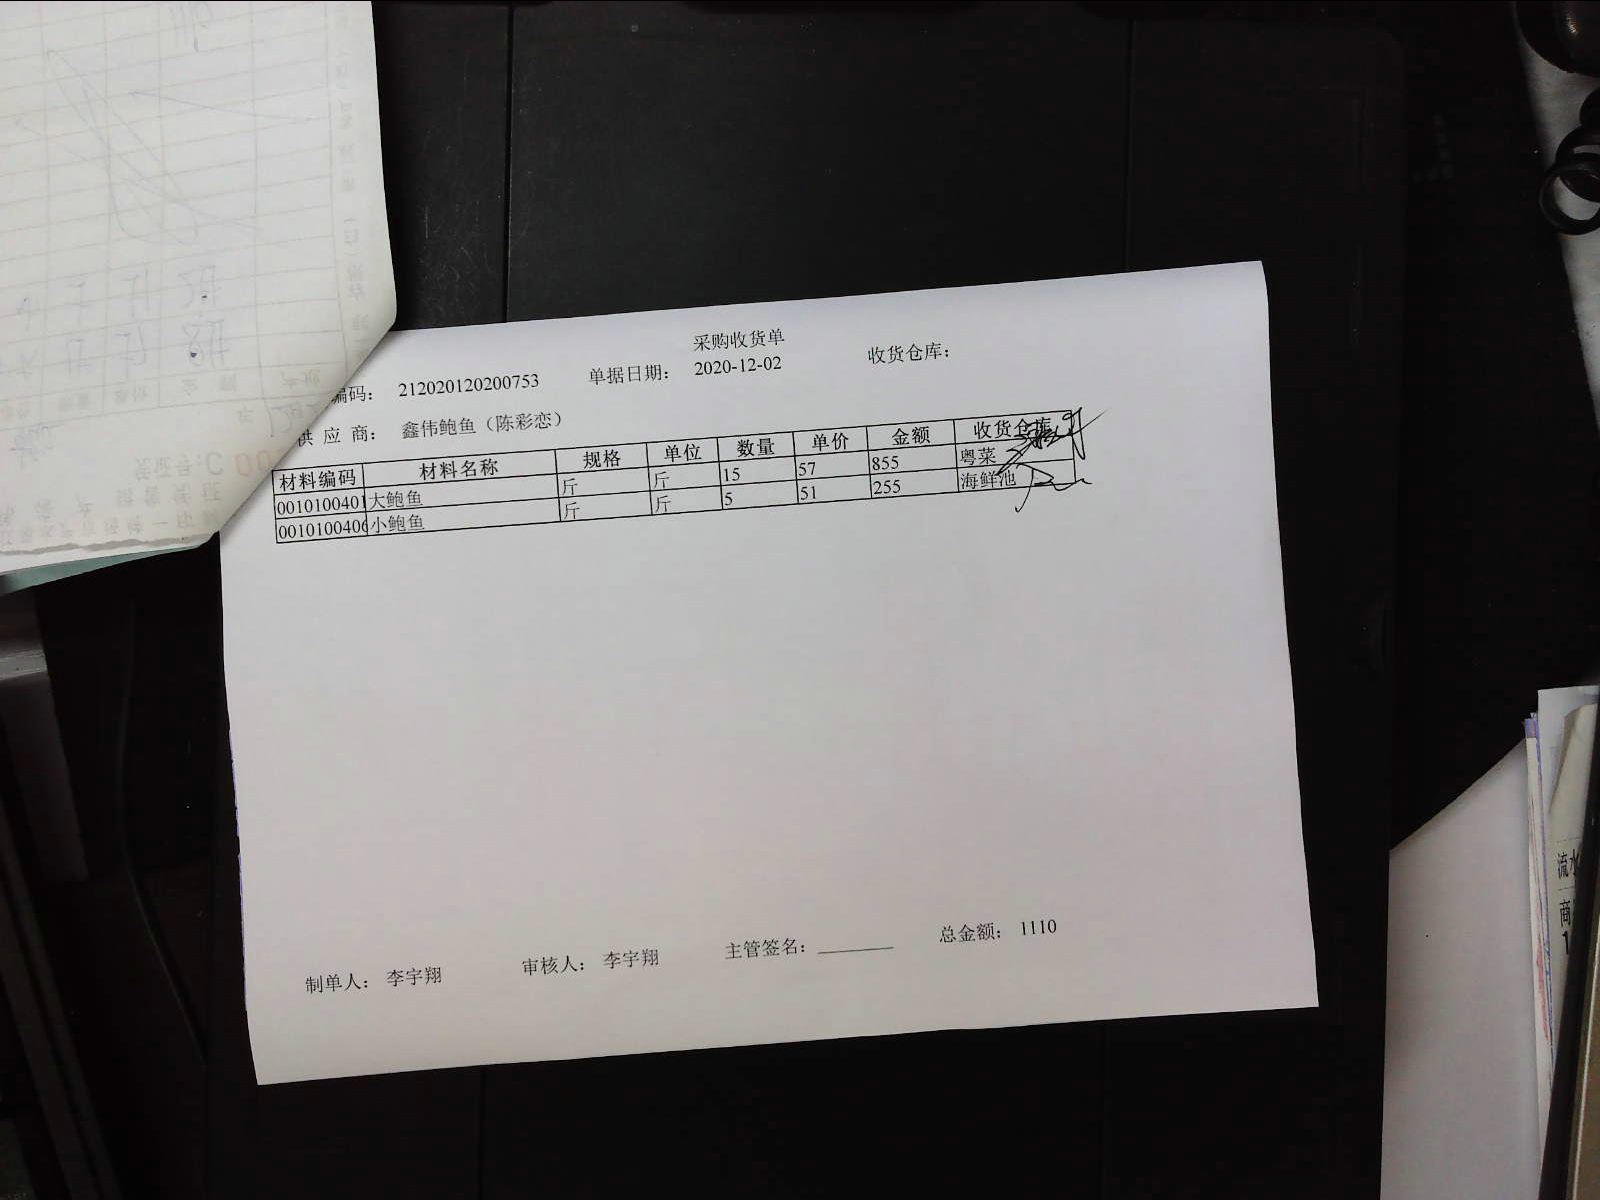 采购收货单
编码： 212020120200753 单据日期： 2020-12-02 收货仓库：
供 应 商： 鑫伟鲍鱼（陈彩恋）
材料编码 材料名称 规格 单位 数量 单价 金额 收货仓库
0010100401 大鲍鱼 斤 斤 15 57 855 粤菜
0010100406 小鲍鱼 斤 斤 5 51 255 海鲜池
制单人： 李宇翔 审核人： 李宇翔 主管签名： 总金额： 1110
流水
商